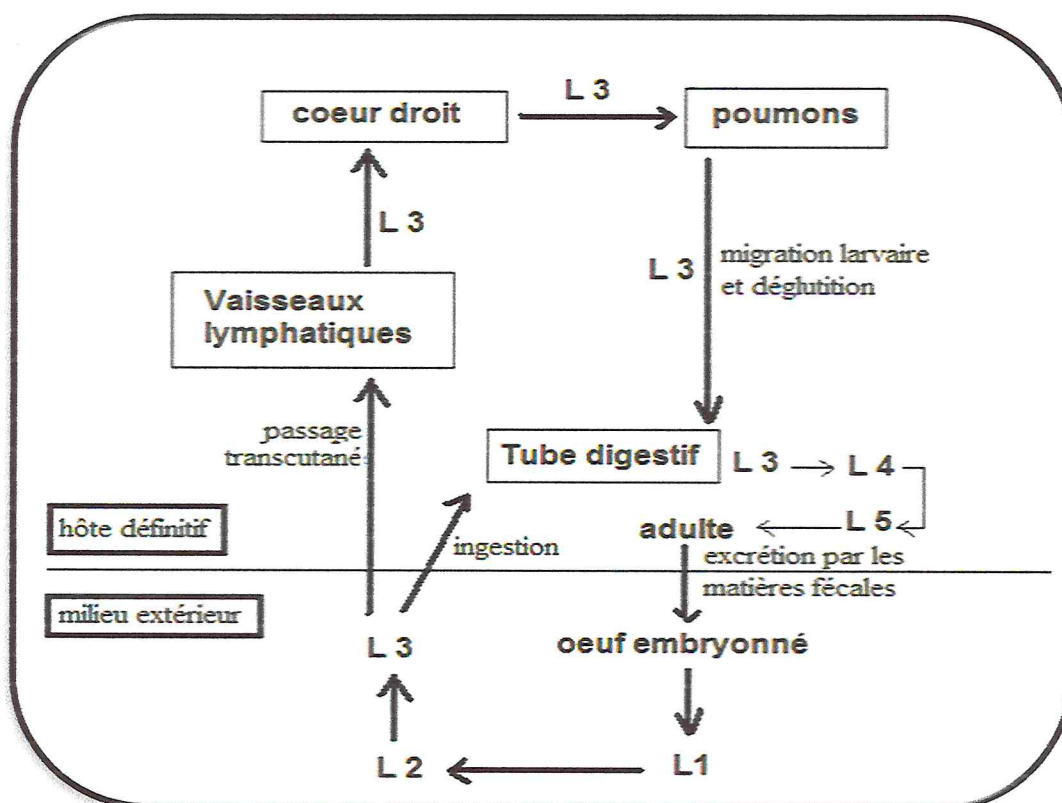 coeur droit
L 3
poumons
L 3
L 3
migration larvaire
et déglutition
Vaisseaux
lymphatiques
passage
transcutané
Tube digestif
L 3
L 4
L 5
adulte
hôte définitif
ingestion
excrétion par les
matières fécales
milieu extérieur
L 3
oeuf embryonné
L 2
L1